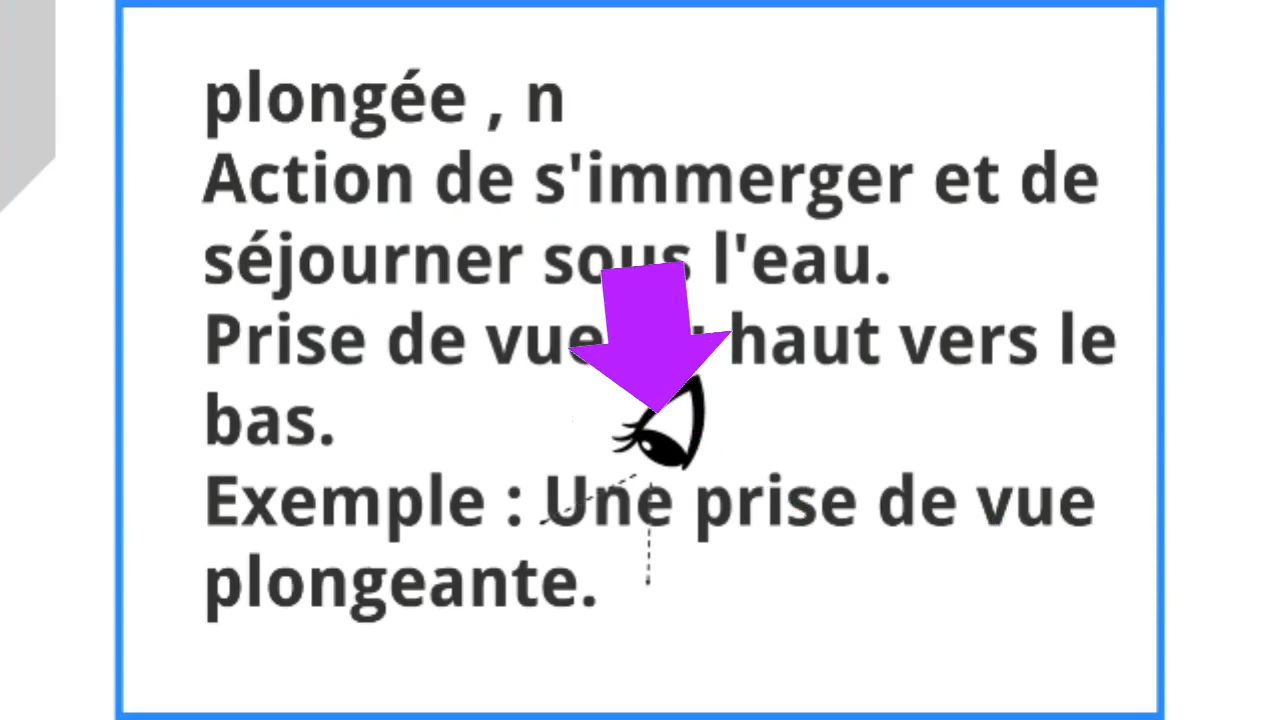 plongée , n
Action de s'immerger et de
séjourner sous l'eau.
Prise de vue haut vers le
bas.
Exemple : Une prise de vue
plongeante.